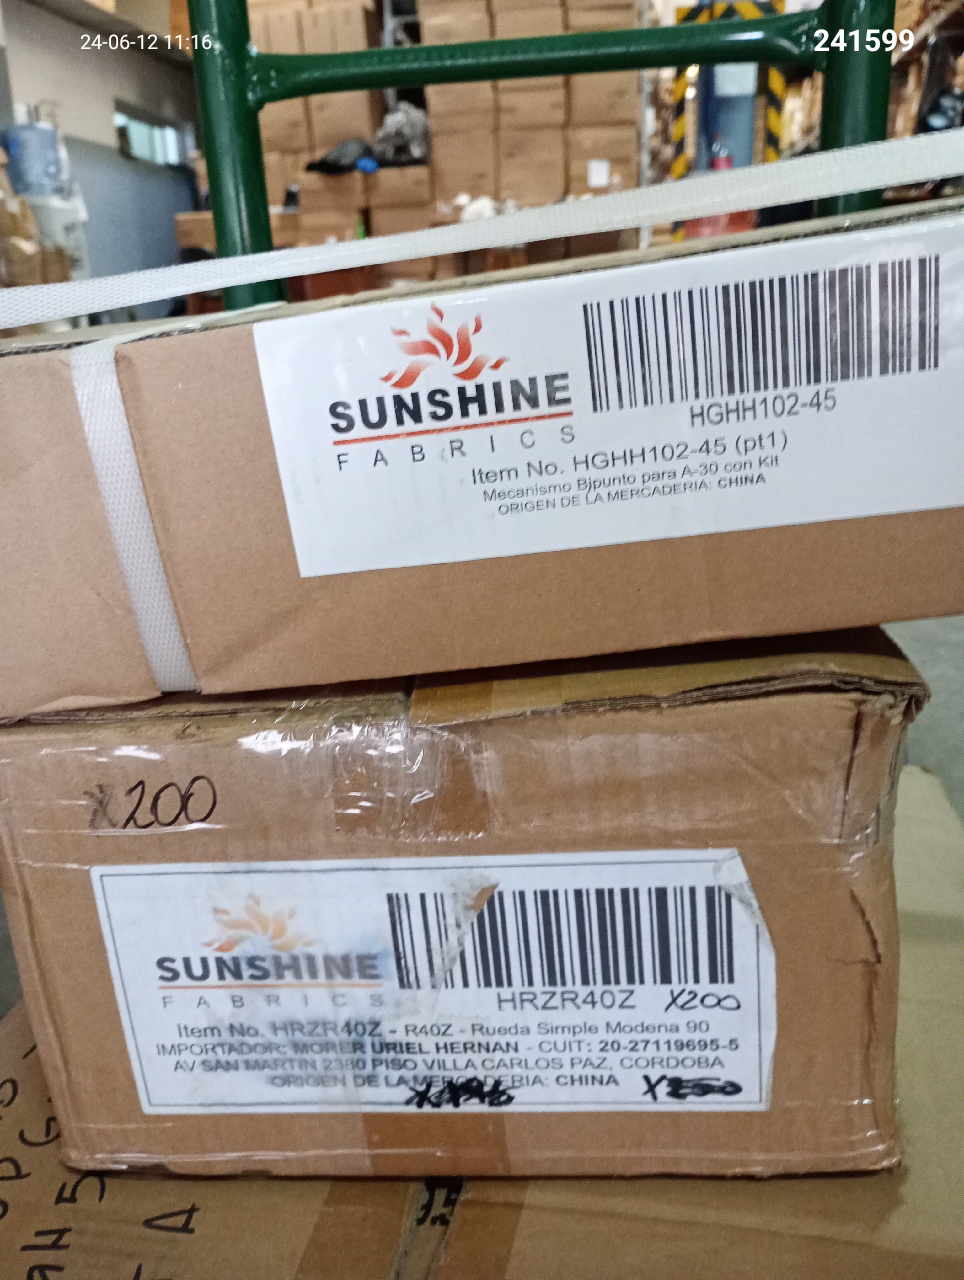 24-06-12 11:16
241599
SUNSHINE
FABRICS
HGHH102-45
Item No. HGHH102-45 (pt1)
Mecanismo Bipunto para A-30 con Kit
ORIGEN DE LA MERCADERIA: CHINA
X200
SUNSHINE
FABRICS
HRZR40Z X200
Item No. HRZR40Z - R40Z - Rueda Simple Modena 90
IMPORTADOR: MORER URIEL HERNAN - CUIT: 20-27119695-5
AV SAN MARTIN 2380 PISO VILLA CARLOS PAZ, CORDOBA
ORIGEN DE LA MERCADERIA: CHINA